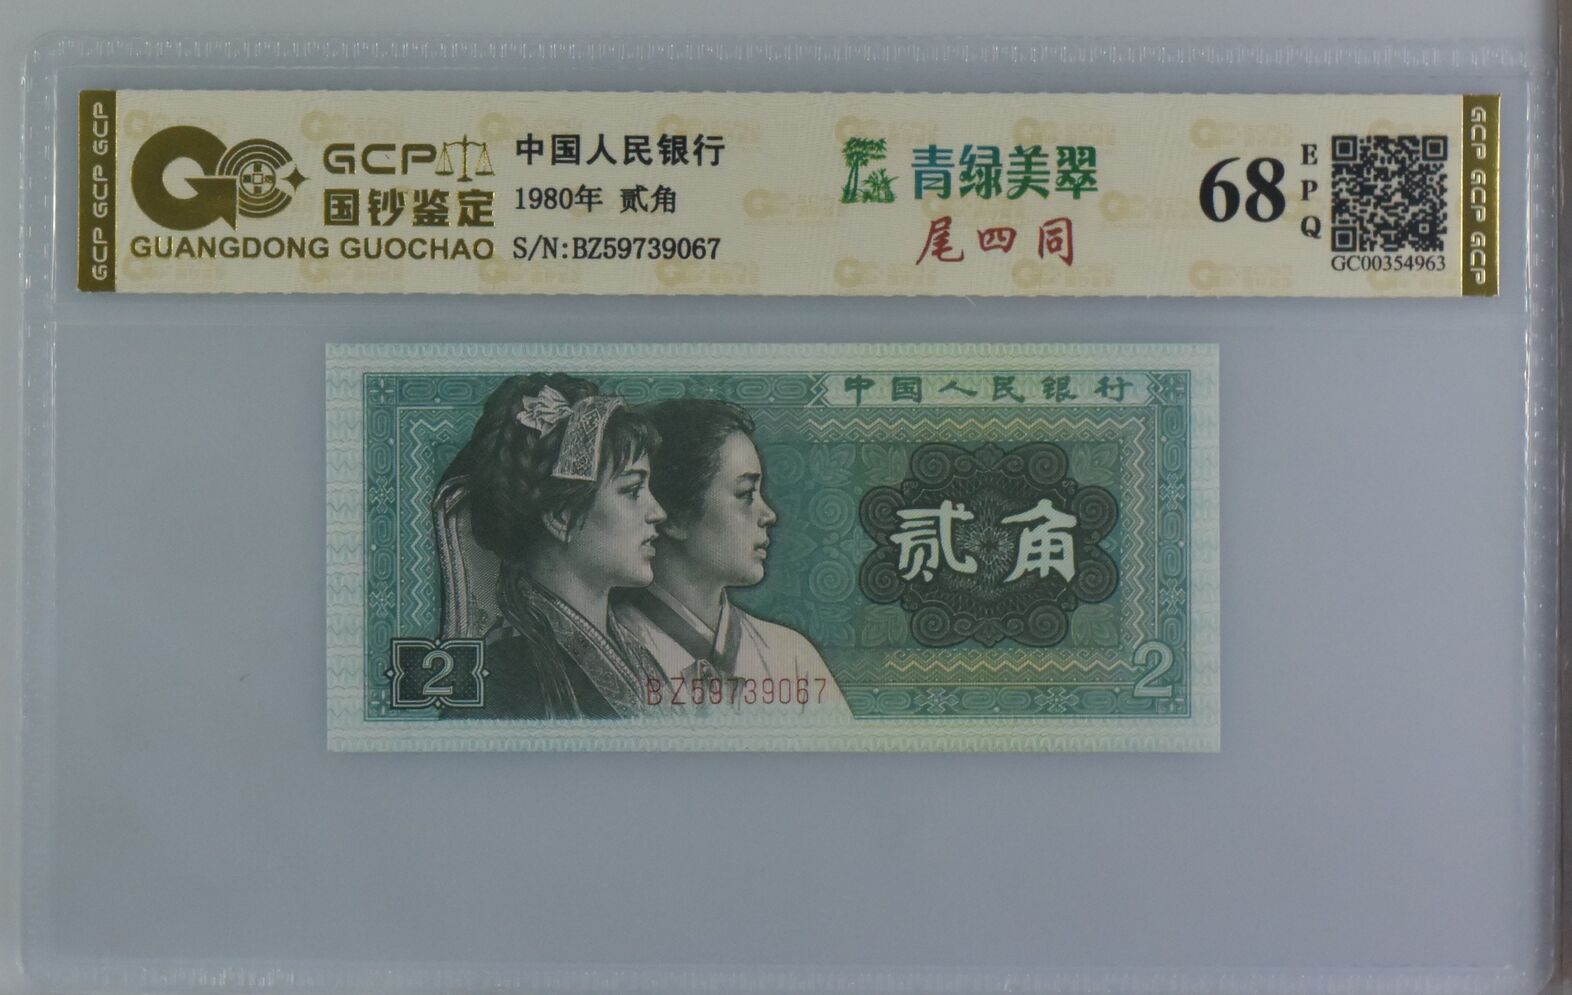 GCP GCP GCP
GCP
国钞鉴定
GUANGDONG GUOCHAO
中国人民银行
1980年 贰角
S/N:BZ59739067
青绿美翠
尾四同
68
EPQ
GC00354963
GCP GCP GCP
中国人民银行
贰角
2
BZ59739067
2